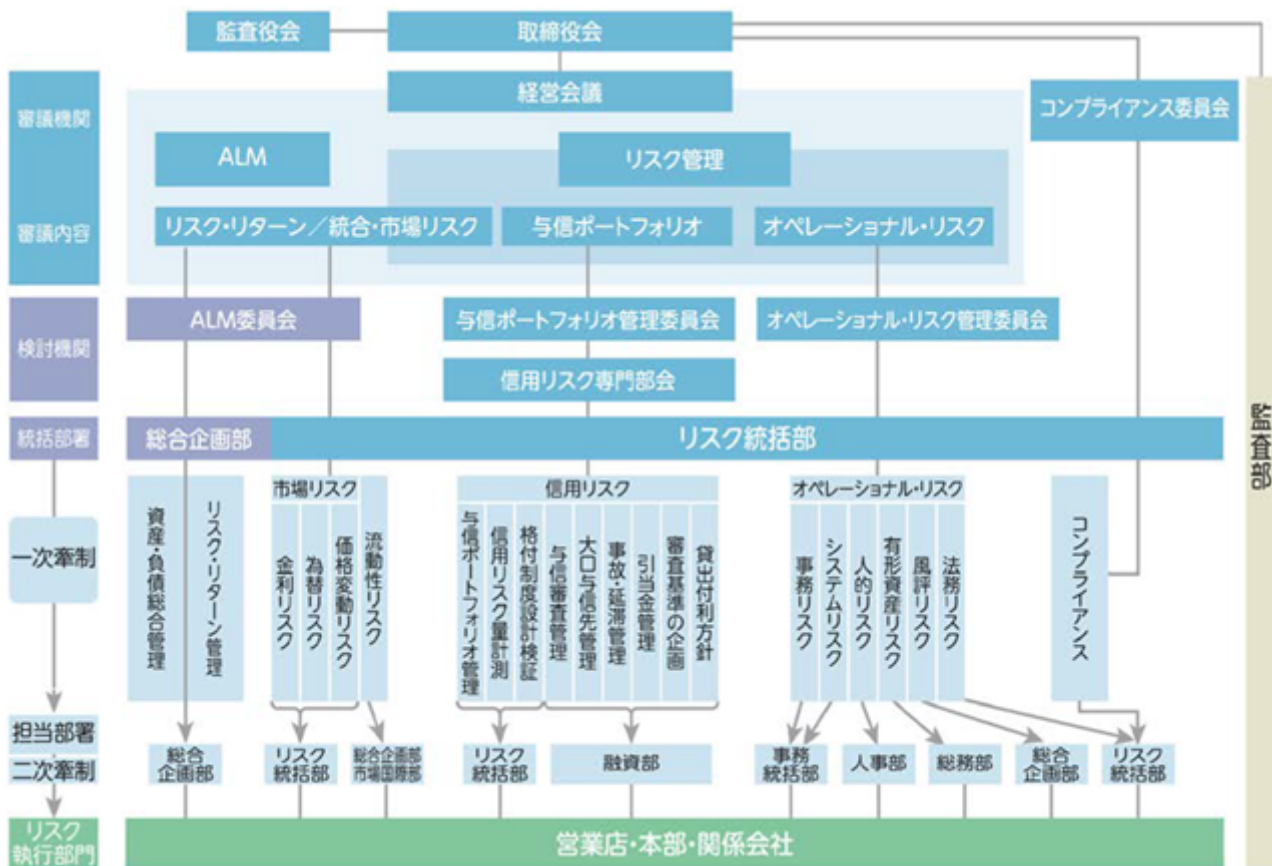 監査役会
取締役会
審議機関
経営会議
コンプライアンス委員会
ALM
リスク管理
審議内容
リスク・リターン／統合・市場リスク
与信ポートフォリオ
オペレーショナル・リスク
検討機関
ALM委員会
与信ポートフォリオ管理委員会
オペレーショナル・リスク管理委員会
信用リスク専門部会
統括部署
総合企画部
リスク統括部
監査部
一次牽制
資産・負債総合管理
リスク・リターン管理
市場リスク
金利リスク
為替リスク
価格変動リスク
流動性リスク
信用リスク
与信ポートフォリオ管理
信用リスク量計測
格付制度設計検証
与信審査管理
大口与信先管理
事故・延滞管理
引当金管理
審査基準の企画
貸出付利方針
オペレーショナル・リスク
事務リスク
システムリスク
人的リスク
有形資産リスク
風評リスク
法務リスク
コンプライアンス
担当部署
二次牽制
総合
企画部
リスク
統括部
総合企画部
市場国際部
リスク
統括部
融資部
事務
統括部
人事部
総務部
総合
企画部
リスク
統括部
リスク
執行部門
営業店・本部・関係会社